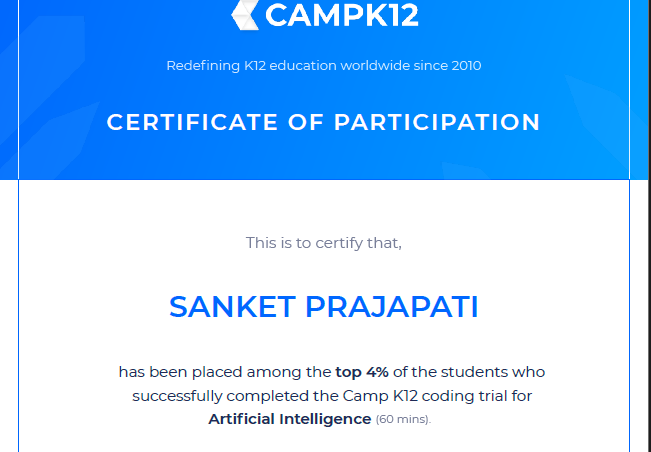 CAMPK12
Redefining K12 education worldwide since 2010
CERTIFICATE OF PARTICIPATION
This is to certify that,
SANKET PRAJAPATI
has been placed among the top 4% of the students who
successfully completed the Camp K12 coding trial for
Artificial Intelligence (60 mins).